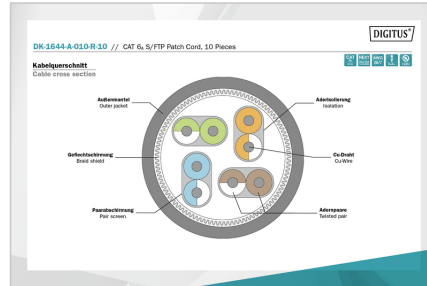 DIGITUS®
DK-1644-A-010-R-10 // CAT 6A S/FTP Patch Cord, 10 Pieces
Kabelquerschnitt
Cable cross section
Außenmantel
Outer jacket
Aderisolierung
Isolation
Geflechtschirmung
Braid shield
Cu-Draht
Cu-Wire
Paarabschirmung
Pair screen
Adernpaare
Twisted pair